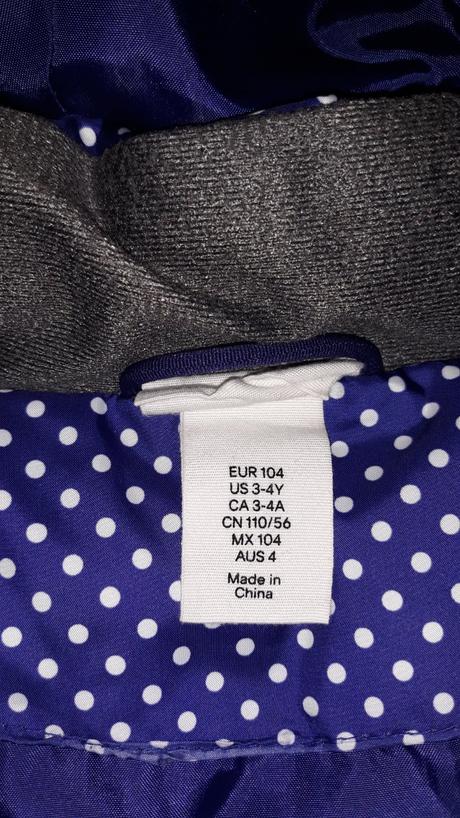 EUR 104
US 3-4Y
CA 3-4A
CN 110/56
MX 104
AUS 4
Made in
China